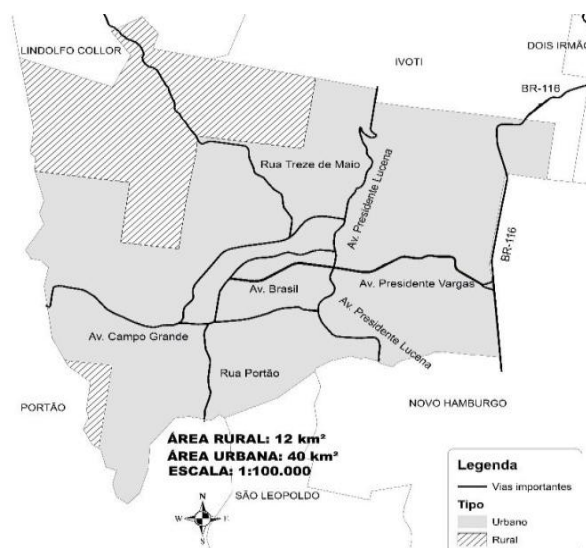 LINDOLFO COLLOR
IVOTI
DOIS IRMÃO
BR-116
Rua Treze de Maio
Av. Presidente Lucena
BR-116
Av. Brasil
Av. Presidente Vargas
Av. Presidente Lucena
Av. Campo Grande
Rua Portão
PORTÃO
NOVO HAMBURGO
ÁREA RURAL: 12 km²
ÁREA URBANA: 40 km²
ESCALA: 1:100.000
SÃO LEOPOLDO
N
W
E
S
Legenda
Vias importantes
Tipo
Urbano
Rural